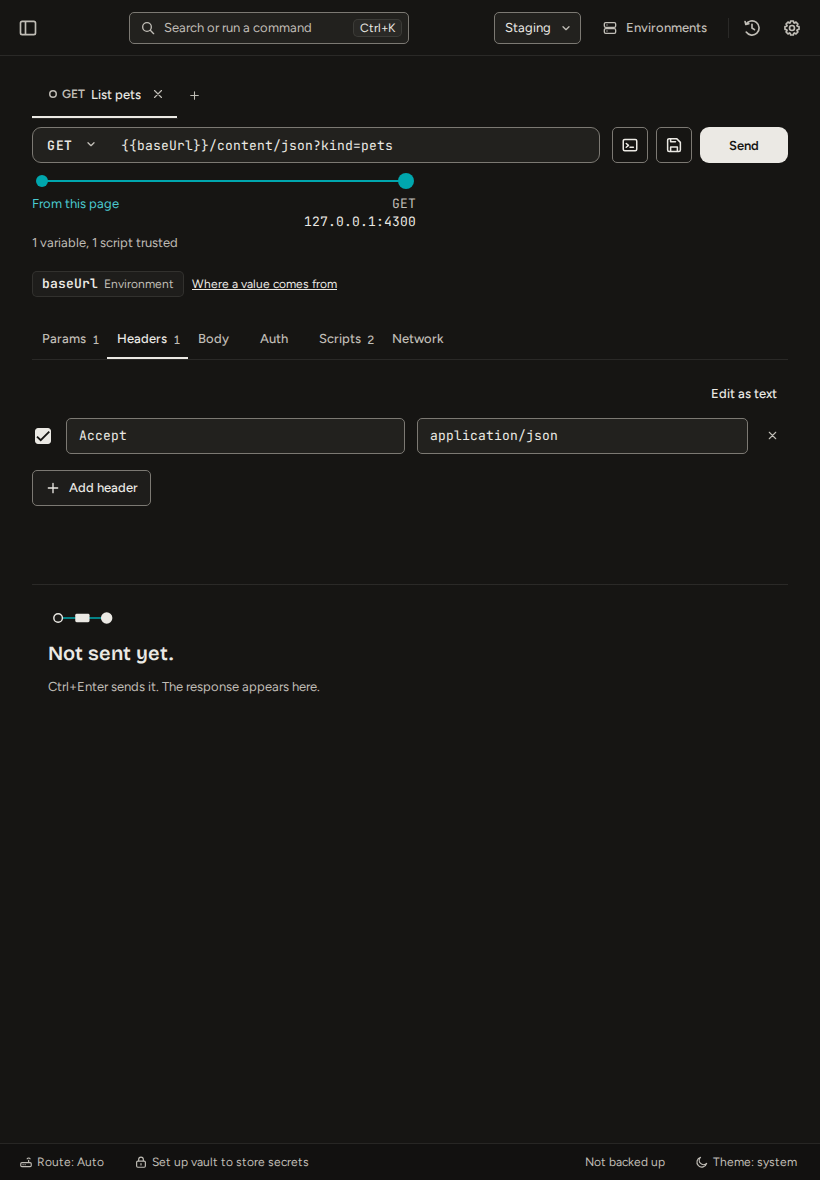 Search or run a command Ctrl+K Staging Environments
GET List pets
GET {{baseUrl}}/content/json?kind=pets Send
From this page GET
127.0.0.1:4300
1 variable, 1 script trusted
baseUrl Environment Where a value comes from
Params 1 Headers 1 Body Auth Scripts 2 Network
Edit as text
Accept application/json
Add header
Not sent yet.
Ctrl+Enter sends it. The response appears here.
Route: Auto Set up vault to store secrets Not backed up Theme: system